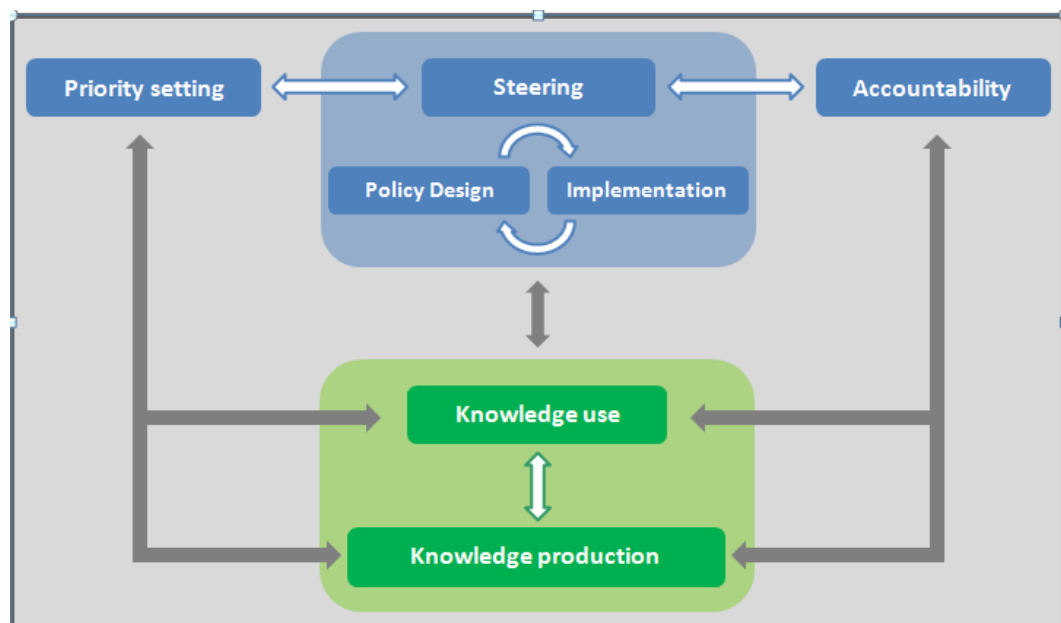 Priority setting
Steering
Accountability
Policy Design
Implementation
Knowledge use
Knowledge production